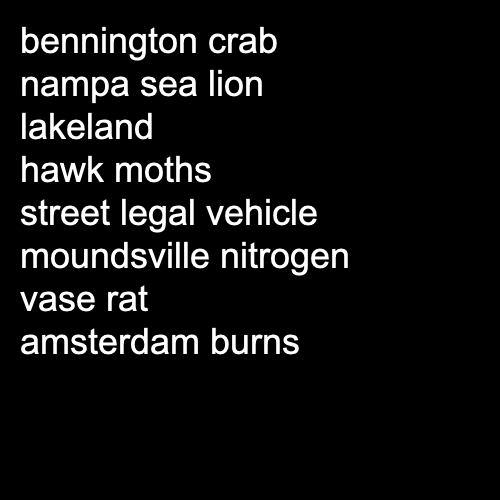 bennington crab
nampa sea lion
lakeland
hawk moths
street legal vehicle
moundsville nitrogen
vase rat
amsterdam burns